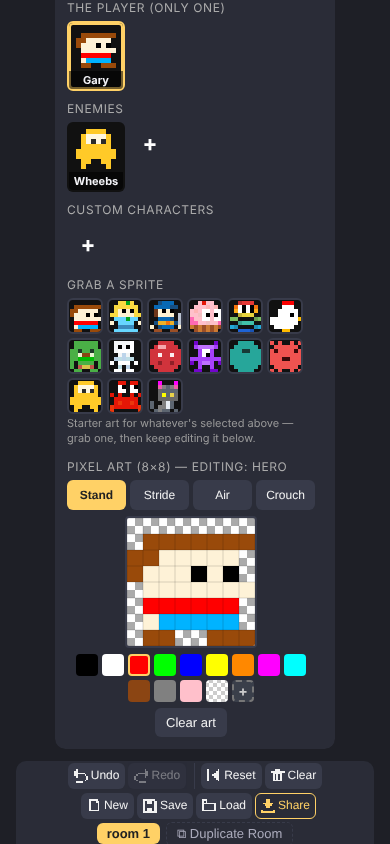 THE PLAYER (ONLY ONE)
Gary
ENEMIES
Wheebs
+
CUSTOM CHARACTERS
+
GRAB A SPRITE
Starter art for whatever's selected above —
grab one, then keep editing it below.
PIXEL ART (8×8) — EDITING: HERO
Stand Stride Air Crouch
+
Clear art
Undo Redo Reset Clear
New Save Load Share
room 1 Duplicate Room